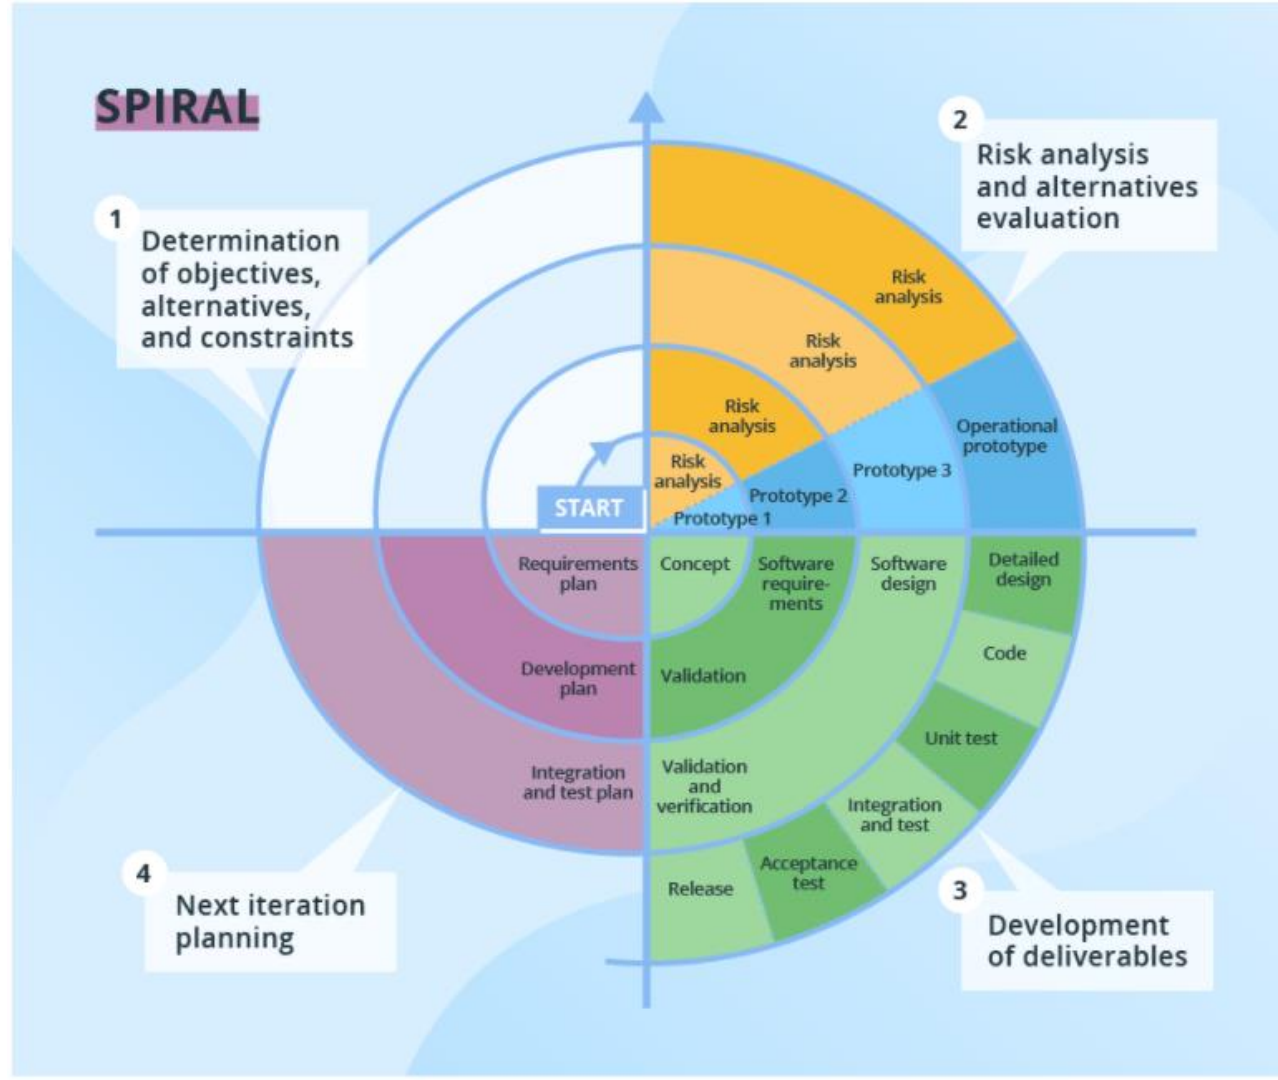 SPIRAL
1
Determination
of objectives,
alternatives,
and constraints
2
Risk analysis
and alternatives
evaluation
Risk
analysis
Risk
analysis
Risk
analysis
Risk
analysis
Operational
prototype
Prototype 3
Prototype 2
Prototype 1
START
Requirements
plan
Concept
Software
require-
ments
Software
design
Detailed
design
Code
Development
plan
Validation
Unit test
Integration
and test plan
Validation
and
verification
Integration
and test
Acceptance
test
Release
4
Next iteration
planning
3
Development
of deliverables